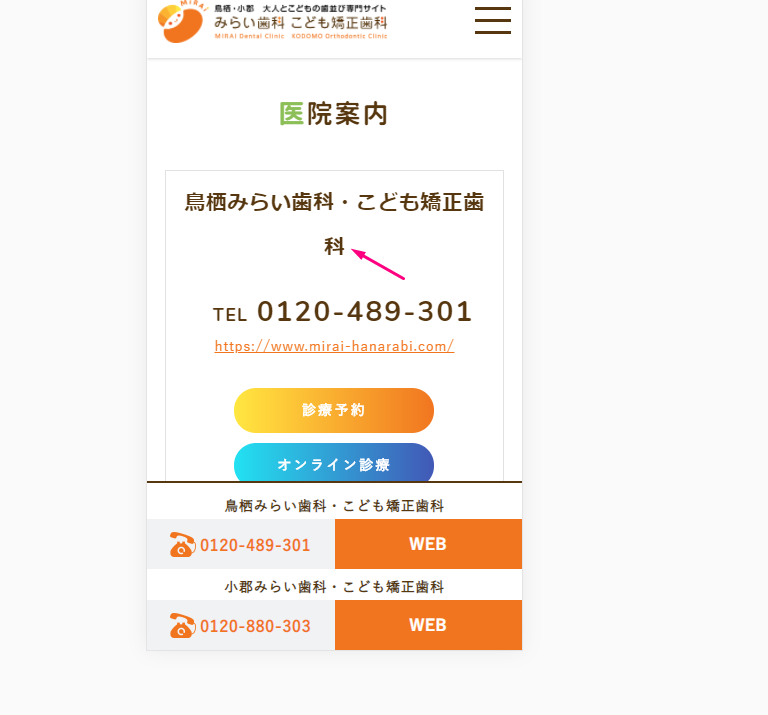 MIRAI
鳥栖・小郡 大人とこどもの歯並び専門サイト
みらい歯科 こども矯正歯科
MIRAI Dental Clinic KODOMO Orthodontic Clinic
医院案内
鳥栖みらい歯科・こども矯正歯
科
TEL 0120-489-301
https://www.mirai-hanarabi.com/
診療予約
オンライン診療
鳥栖みらい歯科・こども矯正歯科
0120-489-301 WEB
小郡みらい歯科・こども矯正歯科
0120-880-303 WEB